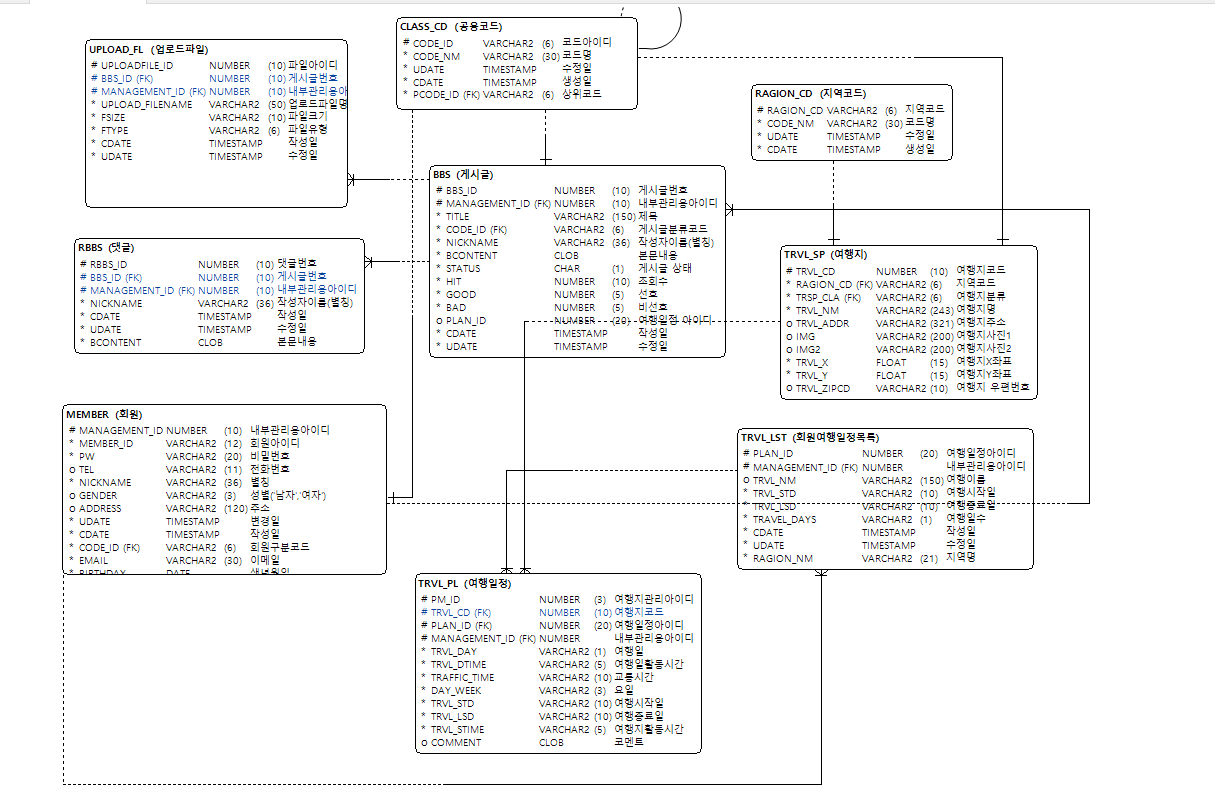 CLASS_CD (공용코드)
# CODE_ID VARCHAR2 (6) 코드아이디
* CODE_NM VARCHAR2 (30) 코드명
* UDATE TIMESTAMP 수정일
* CDATE TIMESTAMP 생성일
* PCODE_ID (FK) VARCHAR2 (6) 상위코드
UPLOAD_FL (업로드파일)
# UPLOADFILE_ID NUMBER (10) 파일아이디
# BBS_ID (FK) NUMBER (10) 게시글번호
# MANAGEMENT_ID (FK) NUMBER (10) 내부관리용아
* UPLOAD_FILENAME VARCHAR2 (50) 업로드파일명
* FSIZE VARCHAR2 (10) 파일크기
* FTYPE VARCHAR2 (6) 파일유형
* CDATE TIMESTAMP 작성일
* UDATE TIMESTAMP 수정일
RAGION_CD (지역코드)
# RAGION_CD VARCHAR2 (6) 지역코드
* CODE_NM VARCHAR2 (30) 코드명
* UDATE TIMESTAMP 수정일
* CDATE TIMESTAMP 생성일
BBS (게시글)
# BBS_ID NUMBER (10) 게시글번호
# MANAGEMENT_ID (FK) NUMBER (10) 내부관리용아이디
* TITLE VARCHAR2 (150) 제목
* CODE_ID (FK) VARCHAR2 (6) 게시글분류코드
* NICKNAME VARCHAR2 (36) 작성자이름(별칭)
* BCONTENT CLOB 본문내용
* STATUS CHAR (1) 게시글 상태
* HIT NUMBER (10) 조회수
* GOOD NUMBER (5) 선호
* BAD NUMBER (5) 비선호
o PLAN_ID NUMBER (20) 여행일정 아이디
* CDATE TIMESTAMP 작성일
* UDATE TIMESTAMP 수정일
RBBS (댓글)
# RBBS_ID NUMBER (10) 댓글번호
# BBS_ID (FK) NUMBER (10) 게시글번호
# MANAGEMENT_ID (FK) NUMBER (10) 내부관리용아이디
* NICKNAME VARCHAR2 (36) 작성자이름(별칭)
* CDATE TIMESTAMP 작성일
* UDATE TIMESTAMP 수정일
* BCONTENT CLOB 본문내용
TRVL_SP (여행지)
# TRVL_CD NUMBER (10) 여행지코드
* RAGION_CD (FK) VARCHAR2 (6) 지역코드
* TRSP_CLA (FK) VARCHAR2 (6) 여행지분류
* TRVL_NM VARCHAR2 (243) 여행지명
o TRVL_ADDR VARCHAR2 (321) 여행지주소
o IMG VARCHAR2 (200) 여행지사진1
o IMG2 VARCHAR2 (200) 여행지사진2
* TRVL_X FLOAT (15) 여행지X좌표
* TRVL_Y FLOAT (15) 여행지Y좌표
o TRVL_ZIPCD VARCHAR2 (10) 여행지 우편번호
MEMBER (회원)
# MANAGEMENT_ID NUMBER (10) 내부관리용아이디
* MEMBER_ID VARCHAR2 (12) 회원아이디
* PW VARCHAR2 (20) 비밀번호
o TEL VARCHAR2 (11) 전화번호
* NICKNAME VARCHAR2 (36) 별칭
o GENDER VARCHAR2 (3) 성별('남자','여자')
o ADDRESS VARCHAR2 (120) 주소
* UDATE TIMESTAMP 변경일
* CDATE TIMESTAMP 작성일
* CODE_ID (FK) VARCHAR2 (6) 회원구분코드
* EMAIL VARCHAR2 (30) 이메일
* BIRTHDAY DATE 생년월일
TRVL_LST (회원여행일정목록)
# PLAN_ID NUMBER (20) 여행일정아이디
# MANAGEMENT_ID (FK) NUMBER 내부관리용아이디
o TRVL_NM VARCHAR2 (150) 여행이름
* TRVL_STD VARCHAR2 (10) 여행시작일
* TRVL_LSD VARCHAR2 (10) 여행종료일
* TRAVEL_DAYS VARCHAR2 (1) 여행일수
* CDATE TIMESTAMP 작성일
* UDATE TIMESTAMP 수정일
* RAGION_NM VARCHAR2 (21) 지역명
TRVL_PL (여행일정)
# PM_ID NUMBER (3) 여행지관리아이디
# TRVL_CD (FK) NUMBER (10) 여행지코드
# PLAN_ID (FK) NUMBER (20) 여행일정아이디
# MANAGEMENT_ID (FK) NUMBER 내부관리용아이디
* TRVL_DAY VARCHAR2 (1) 여행일
* TRVL_DTIME VARCHAR2 (5) 여행일활동시간
* TRAFFIC_TIME VARCHAR2 (10) 교통시간
* DAY_WEEK VARCHAR2 (3) 요일
* TRVL_STD VARCHAR2 (10) 여행시작일
* TRVL_LSD VARCHAR2 (10) 여행종료일
* TRVL_STIME VARCHAR2 (5) 여행지활동시간
o COMMENT CLOB 코멘트